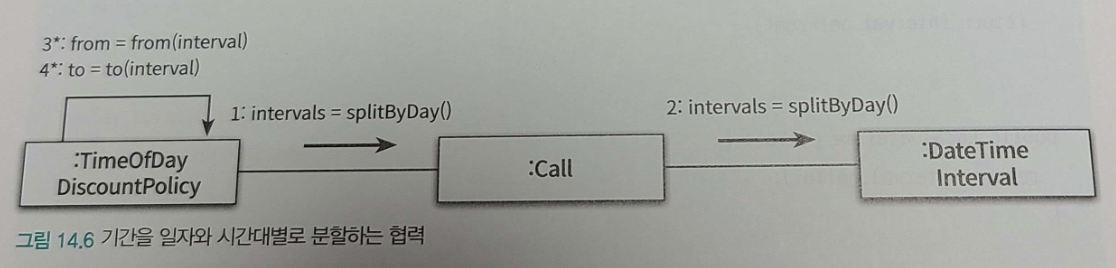 3*: from = from(interval)
4*: to = to(interval)
1: intervals = splitByDay()
2: intervals = splitByDay()
:TimeOfDay
DiscountPolicy
:Call
:DateTime
Interval
그림 14.6 기간을 일자와 시간대별로 분할하는 협력